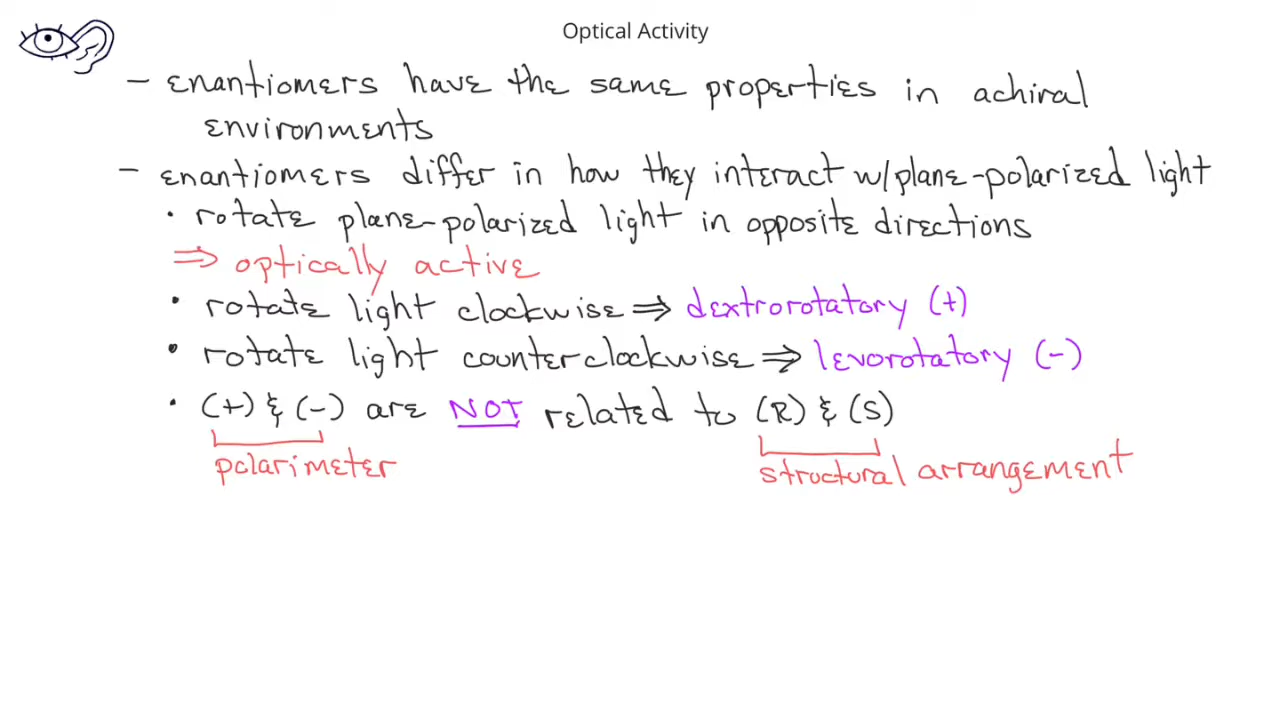 Optical Activity
- enantiomers have the same properties in achiral
environments
- enantiomers differ in how they interact w/plane-polarized light
• rotate plane-polarized light in opposite directions
⇒ optically active
• rotate light clockwise ⇒ dextrorotatory (+)
• rotate light counterclockwise ⇒ levorotatory (-)
• (+) & (-) are NOT related to (R) & (S)
polarimeter structural arrangement